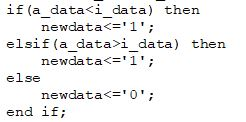 if(a_data<i_data) then
newdata<='1';
elsif(a_data>i_data) then
newdata<='1';
else
newdata<='0';
end if;